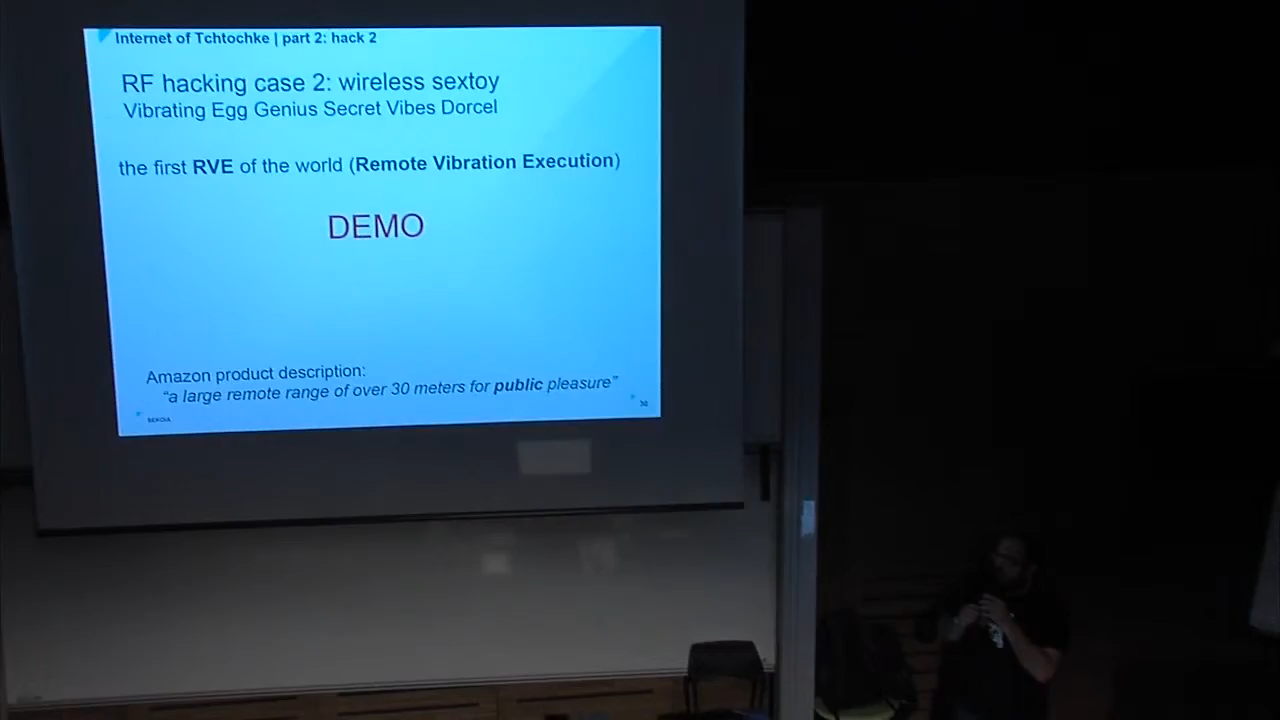 Internet of Tchtochke | part 2: hack 2
RF hacking case 2: wireless sextoy
Vibrating Egg Genius Secret Vibes Dorcel
the first RVE of the world (Remote Vibration Execution)
DEMO
Amazon product description:
“a large remote range of over 30 meters for public pleasure”